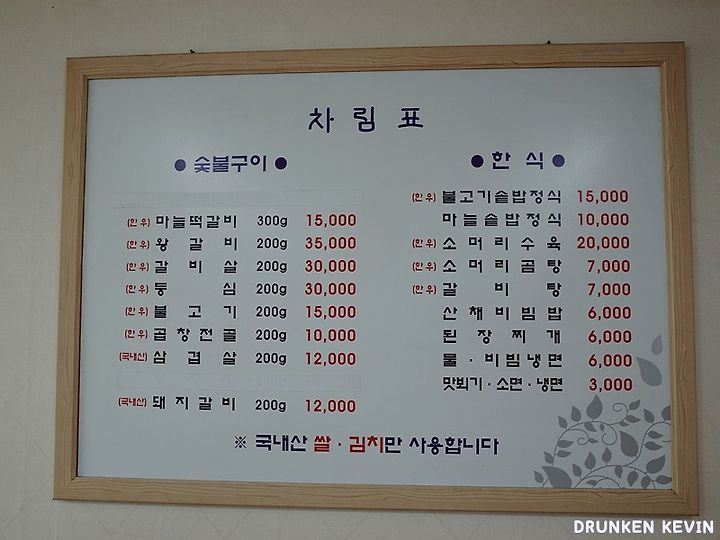 차림표
● 숯불구이 ●
(한우) 마늘떡갈비 300g 15,000
(한우) 왕갈비 200g 35,000
(한우) 갈비살 200g 30,000
(한우) 등심 200g 30,000
(한우) 불고기 200g 15,000
(한우) 곱창전골 200g 10,000
(국내산) 삼겹살 200g 12,000
(국내산) 돼지갈비 200g 12,000
● 한식 ●
(한우) 불고기솥밥정식 15,000
마늘솥밥정식 10,000
(한우) 소머리수육 20,000
(한우) 소머리곰탕 7,000
(한우) 갈비탕 7,000
산채비빔밥 6,000
된장찌개 6,000
물·비빔냉면 6,000
맛뵈기·소면·냉면 3,000
※ 국내산 쌀·김치만 사용합니다
DRUNKEN KEVIN